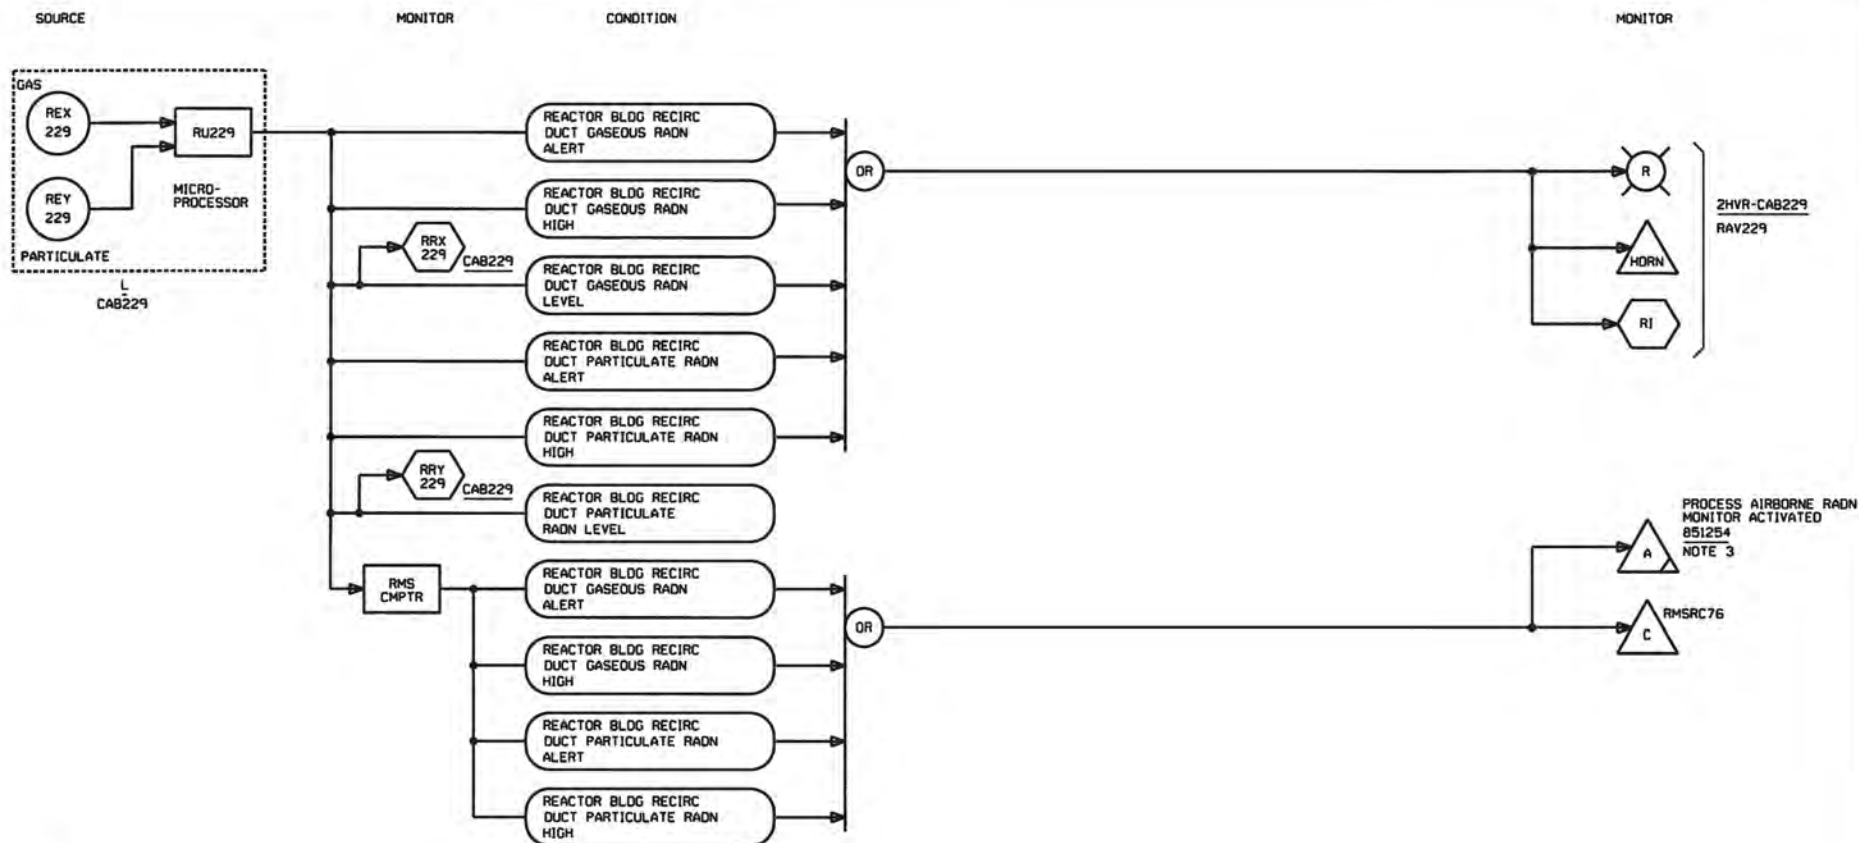 SOURCE
MONITOR
CONDITION
MONITOR
GAS
REX
229
RU229
REY
229
MICRO-
PROCESSOR
PARTICULATE
L
CAB229
REACTOR BLDG RECIRC
DUCT GASEOUS RADN
ALERT
REACTOR BLDG RECIRC
DUCT GASEOUS RADN
HIGH
RRX
229
CAB229
REACTOR BLDG RECIRC
DUCT GASEOUS RADN
LEVEL
REACTOR BLDG RECIRC
DUCT PARTICULATE RADN
ALERT
REACTOR BLDG RECIRC
DUCT PARTICULATE RADN
HIGH
RRY
229
CAB229
REACTOR BLDG RECIRC
DUCT PARTICULATE
RADN LEVEL
OR
R
HORN
RI
2HVR-CAB229
RAV229
RMS
CMPTR
REACTOR BLDG RECIRC
DUCT GASEOUS RADN
ALERT
REACTOR BLDG RECIRC
DUCT GASEOUS RADN
HIGH
REACTOR BLDG RECIRC
DUCT PARTICULATE RADN
ALERT
REACTOR BLDG RECIRC
DUCT PARTICULATE RADN
HIGH
OR
A
PROCESS AIRBORNE RADN
MONITOR ACTIVATED
851254
NOTE 3
C
RMSRC76